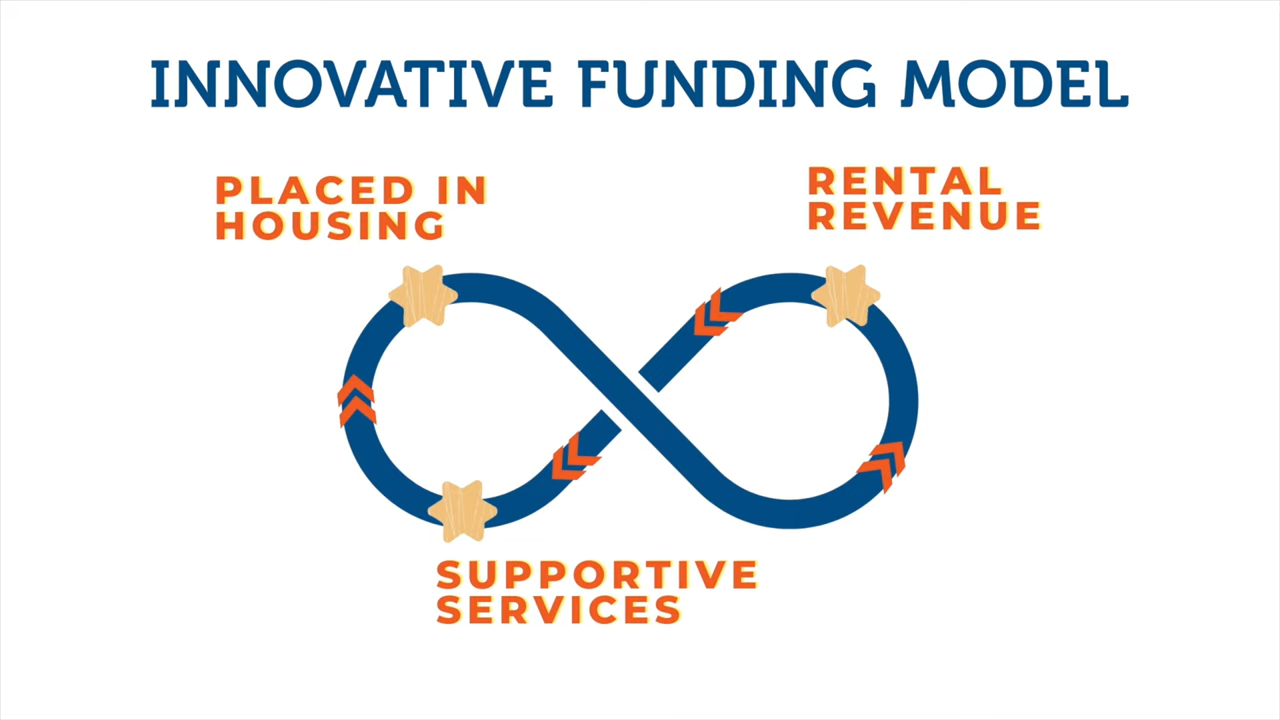 INNOVATIVE FUNDING MODEL
PLACED IN
HOUSING
RENTAL
REVENUE
SUPPORTIVE
SERVICES